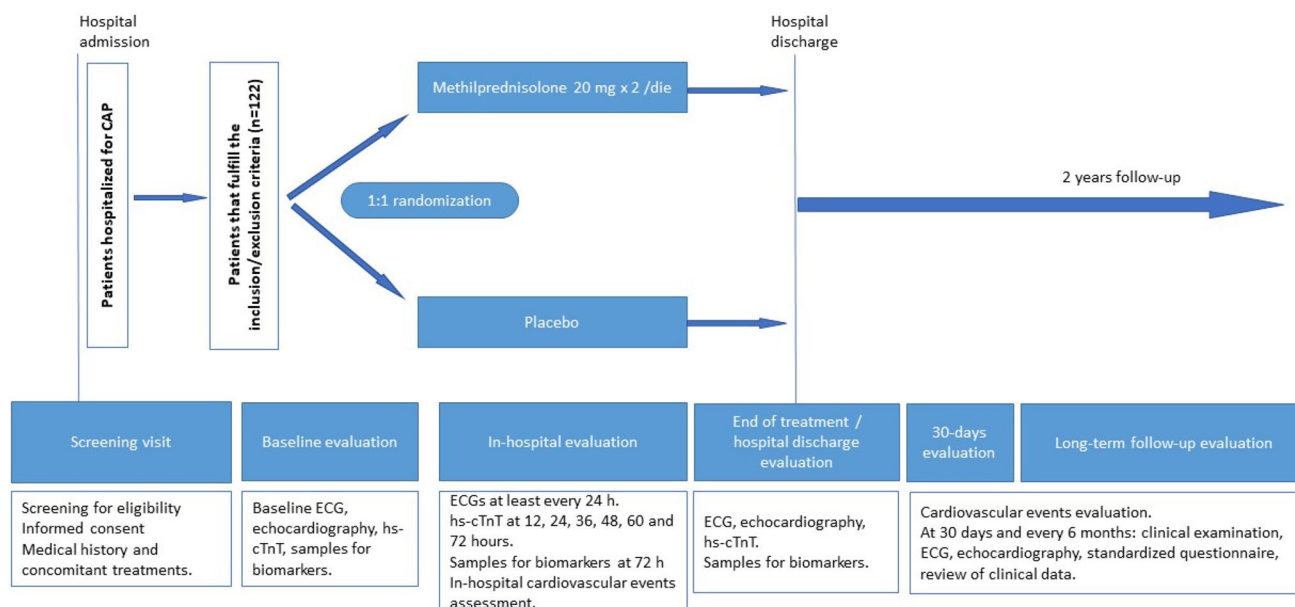 Hospital
admission
Hospital
discharge
Patients hospitalized for CAP
Patients that fulfill the
inclusion/exclusion criteria (n=122)
Methilprednisolone 20 mg x 2 /die
1:1 randomization
Placebo
2 years follow-up
Screening visit
Baseline evaluation
In-hospital evaluation
End of treatment /
hospital discharge
evaluation
30-days
evaluation
Long-term follow-up evaluation
Screening for eligibility
Informed consent
Medical history and
concomitant treatments.
Baseline ECG,
echocardiography, hs-
cTnT, samples for
biomarkers.
ECGs at least every 24 h.
hs-cTnT at 12, 24, 36, 48, 60 and
72 hours.
Samples for biomarkers at 72 h
In-hospital cardiovascular events
assessment.
ECG, echocardiography,
hs-cTnT.
Samples for biomarkers.
Cardiovascular events evaluation.
At 30 days and every 6 months: clinical examination,
ECG, echocardiography, standardized questionnaire,
review of clinical data.